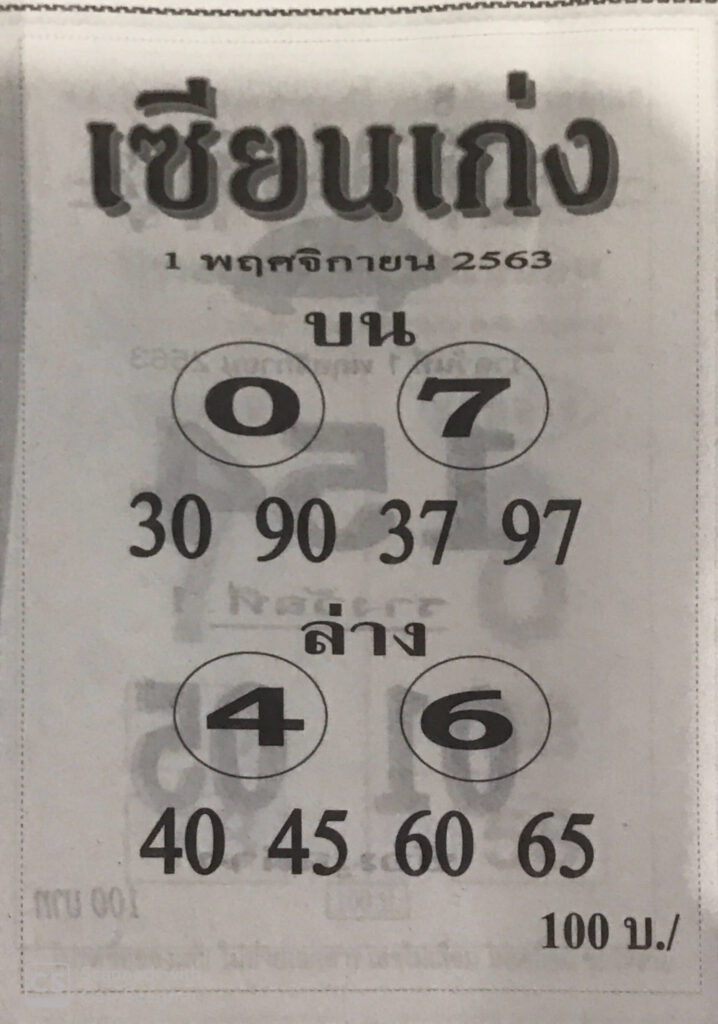 เซียนเก่ง
1 พฤศจิกายน 2563
บน
0 7
30 90 37 97
ล่าง
4 6
40 45 60 65
100 บ./